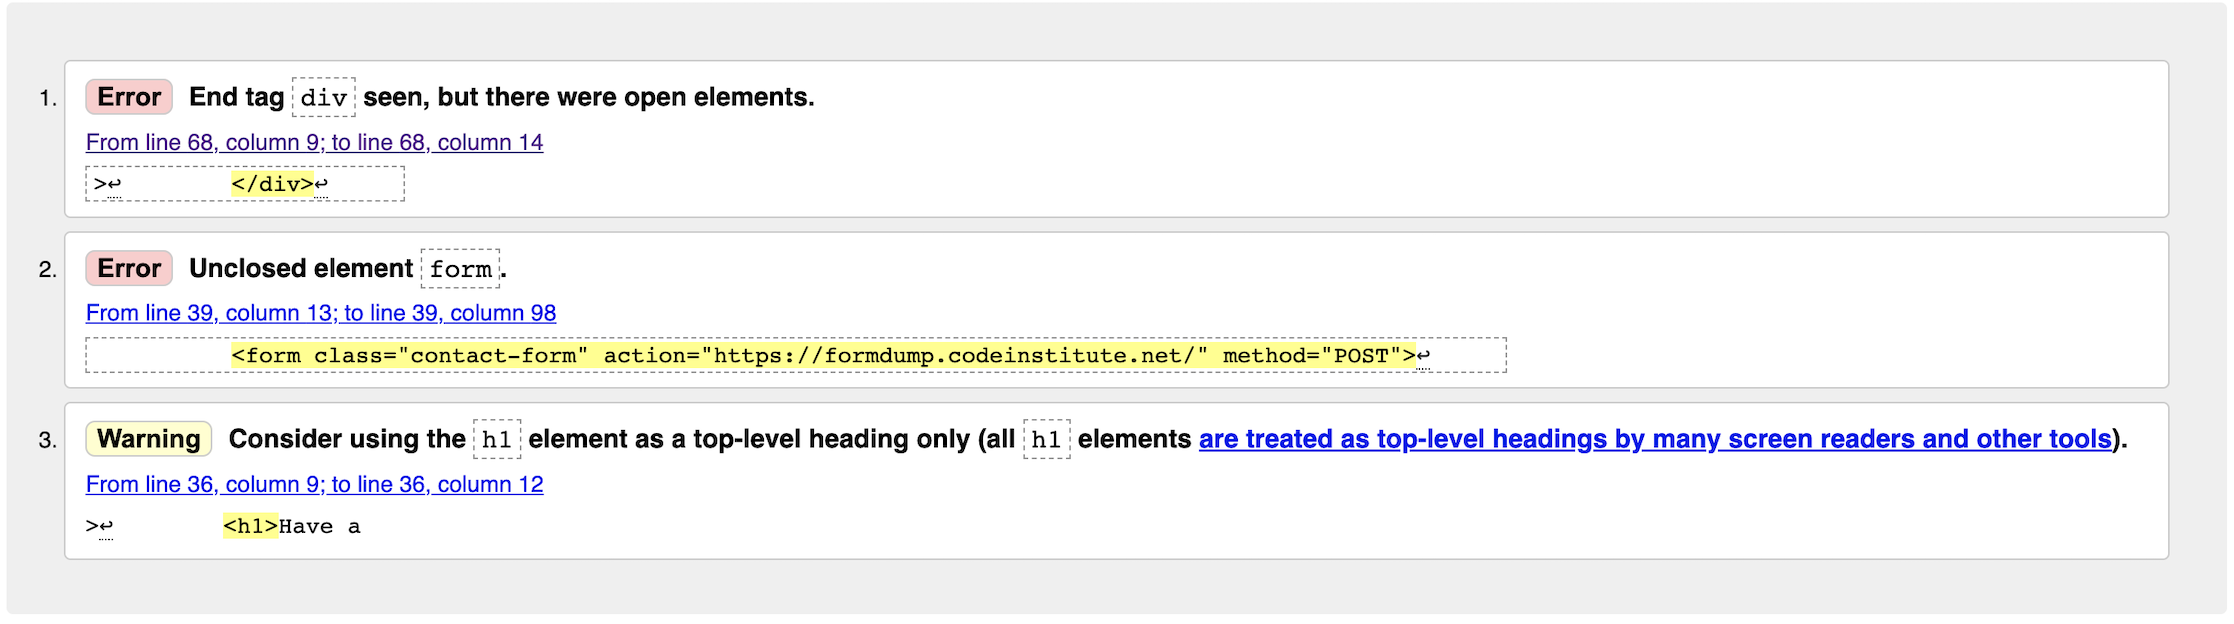 1. Error End tag div seen, but there were open elements.
From line 68, column 9; to line 68, column 14
>↩ </div>↩
2. Error Unclosed element form.
From line 39, column 13; to line 39, column 98
<form class="contact-form" action="https://formdump.codeinstitute.net/" method="POST">↩
3. Warning Consider using the h1 element as a top-level heading only (all h1 elements are treated as top-level headings by many screen readers and other tools).
From line 36, column 9; to line 36, column 12
>↩ <h1>Have a